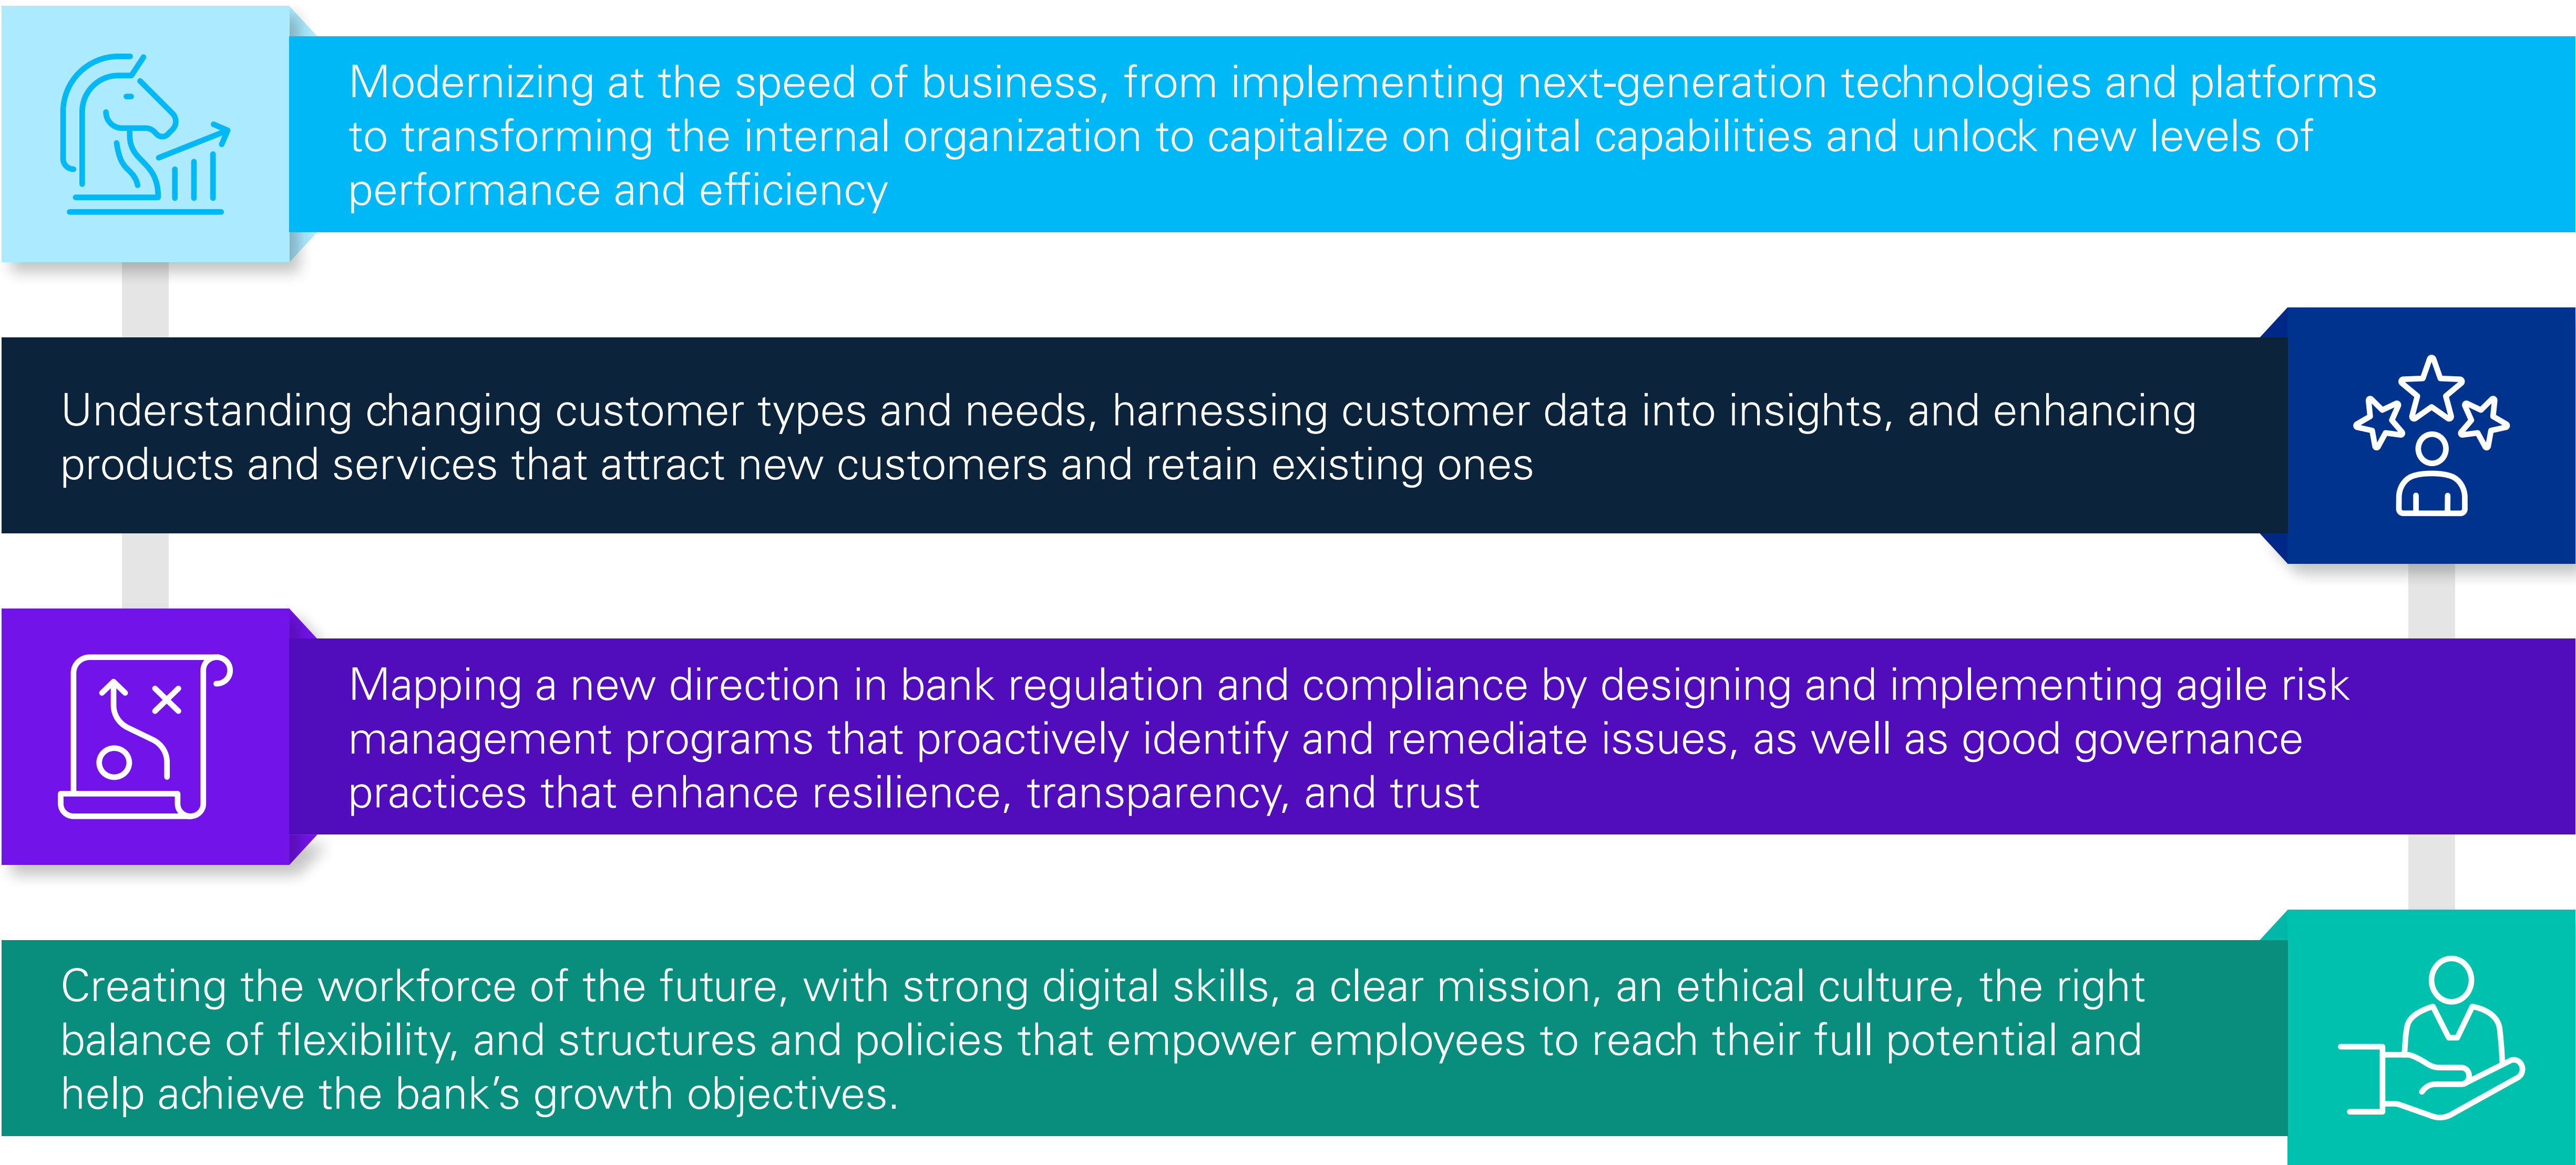 Modernizing at the speed of business, from implementing next-generation technologies and platforms
to transforming the internal organization to capitalize on digital capabilities and unlock new levels of
performance and efficiency
Understanding changing customer types and needs, harnessing customer data into insights, and enhancing
products and services that attract new customers and retain existing ones
Mapping a new direction in bank regulation and compliance by designing and implementing agile risk
management programs that proactively identify and remediate issues, as well as good governance
practices that enhance resilience, transparency, and trust
Creating the workforce of the future, with strong digital skills, a clear mission, an ethical culture, the right
balance of flexibility, and structures and policies that empower employees to reach their full potential and
help achieve the bank’s growth objectives.